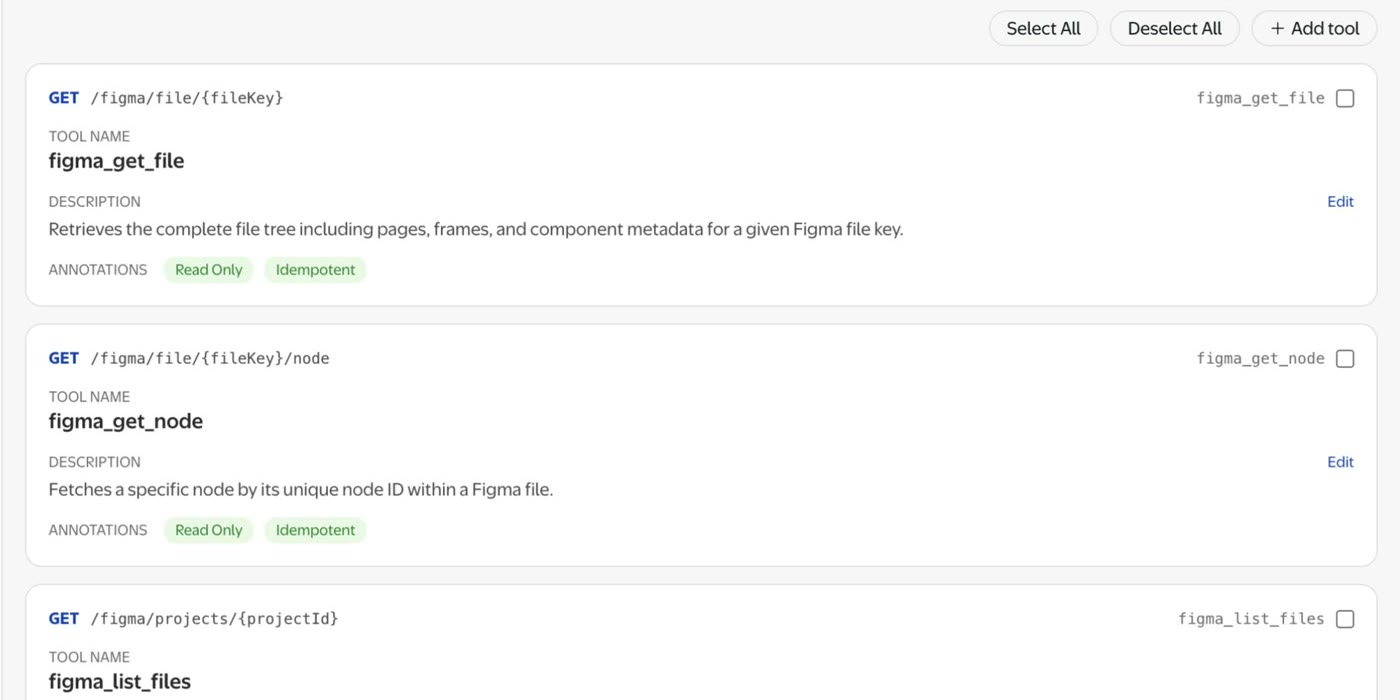 Select All Deselect All + Add tool
GET /figma/file/{fileKey} figma_get_file
TOOL NAME
figma_get_file
DESCRIPTION Edit
Retrieves the complete file tree including pages, frames, and component metadata for a given Figma file key.
ANNOTATIONS Read Only Idempotent
GET /figma/file/{fileKey}/node figma_get_node
TOOL NAME
figma_get_node
DESCRIPTION Edit
Fetches a specific node by its unique node ID within a Figma file.
ANNOTATIONS Read Only Idempotent
GET /figma/projects/{projectId} figma_list_files
TOOL NAME
figma_list_files